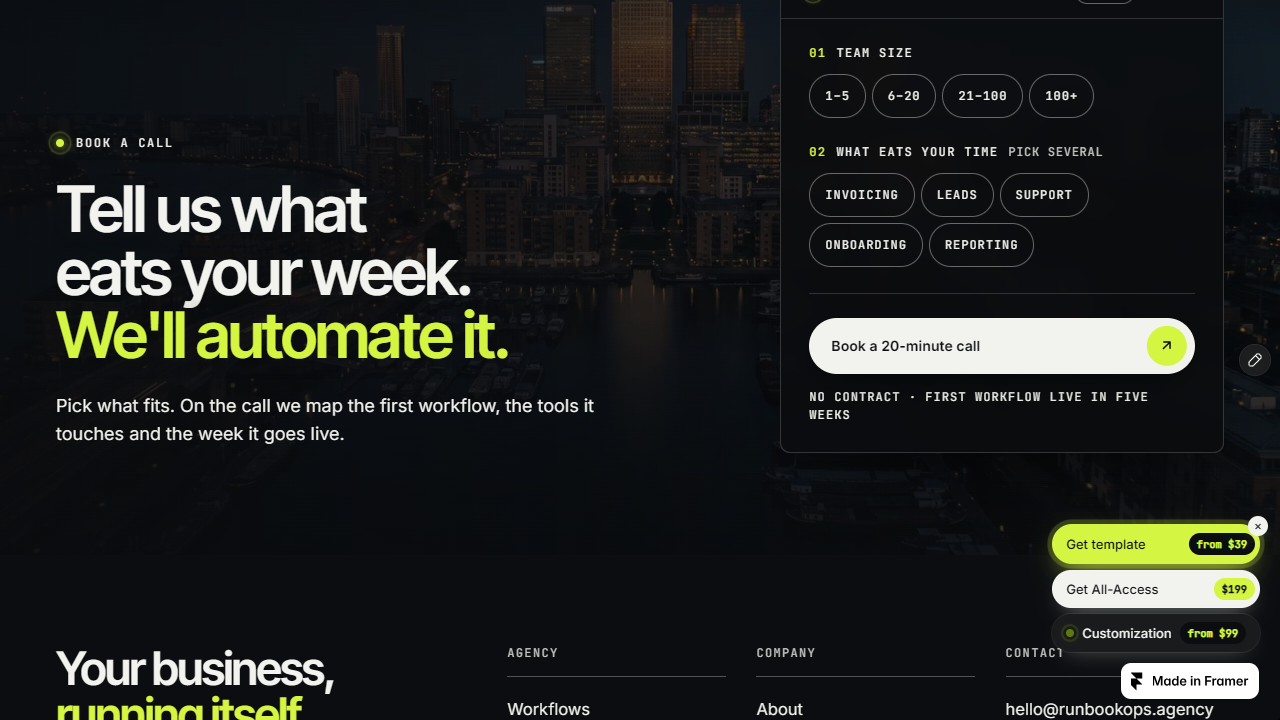 BOOK A CALL
Tell us what
eats your week.
We'll automate it.
Pick what fits. On the call we map the first workflow, the tools it
touches and the week it goes live.
01 TEAM SIZE
1–5 6–20 21–100 100+
02 WHAT EATS YOUR TIME PICK SEVERAL
INVOICING LEADS SUPPORT
ONBOARDING REPORTING
Book a 20-minute call
NO CONTRACT · FIRST WORKFLOW LIVE IN FIVE
WEEKS
Get template from $39
Get All-Access $199
Customization from $99
Made in Framer
Your business,
running itself
AGENCY
Workflows
COMPANY
About
CONTACT
hello@runbookops.agency